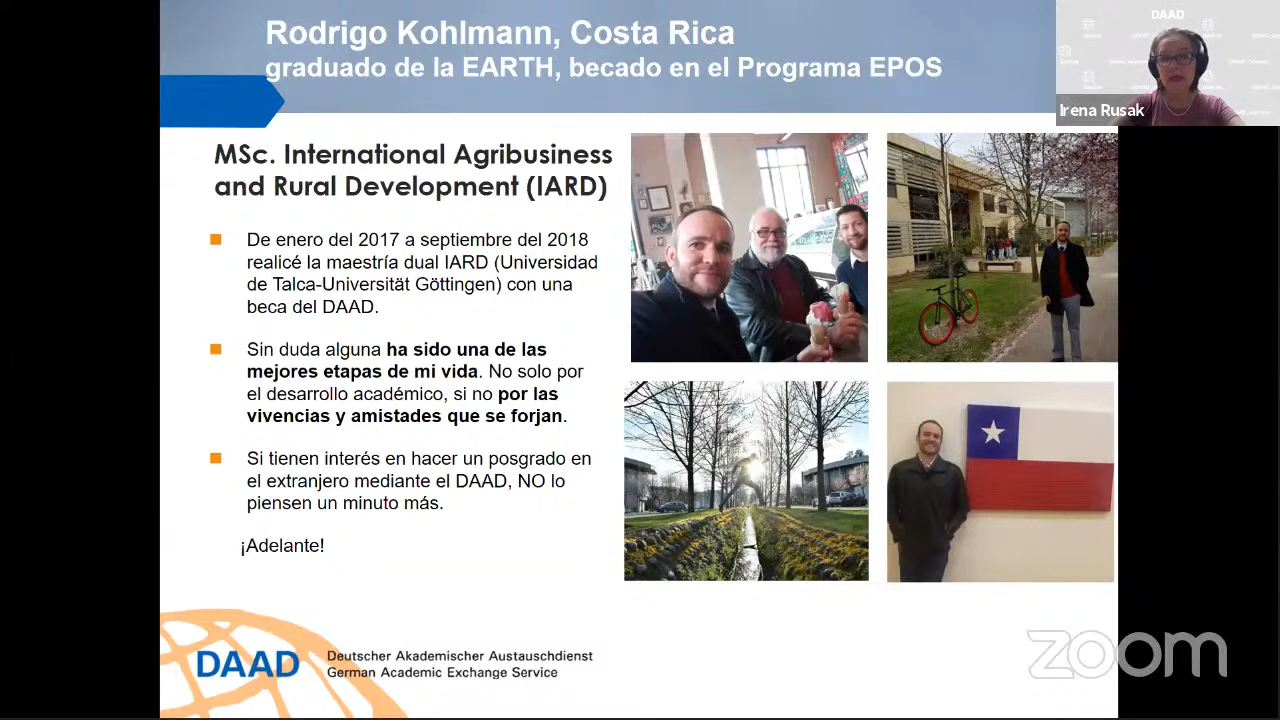 Rodrigo Kohlmann, Costa Rica
graduado de la EARTH, becado en el Programa EPOS
DAAD
Irena Rusak
MSc. International Agribusiness
and Rural Development (IARD)
De enero del 2017 a septiembre del 2018
realicé la maestría dual IARD (Universidad
de Talca-Universität Göttingen) con una
beca del DAAD.
Sin duda alguna ha sido una de las
mejores etapas de mi vida. No solo por
el desarrollo académico, si no por las
vivencias y amistades que se forjan.
Si tienen interés en hacer un posgrado en
el extranjero mediante el DAAD, NO lo
piensen un minuto más.
¡Adelante!
DAAD
Deutscher Akademischer Austauschdienst
German Academic Exchange Service
zoom